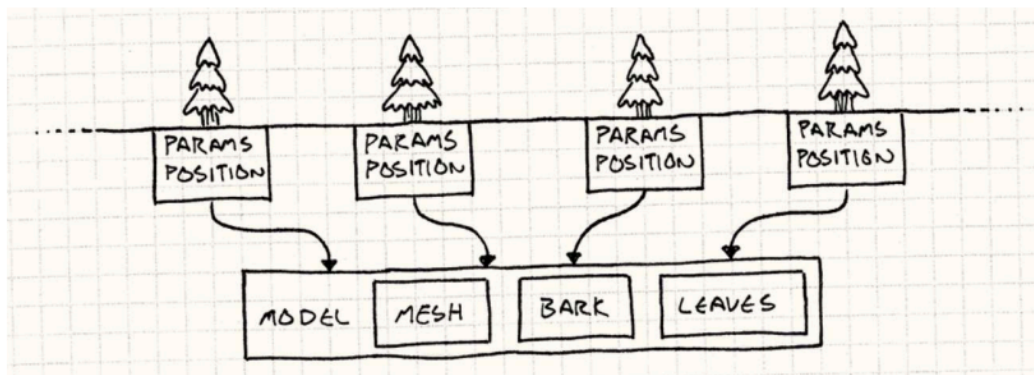 PARAMS
POSITION
PARAMS
POSITION
PARAMS
POSITION
PARAMS
POSITION
MODEL
MESH
BARK
LEAVES